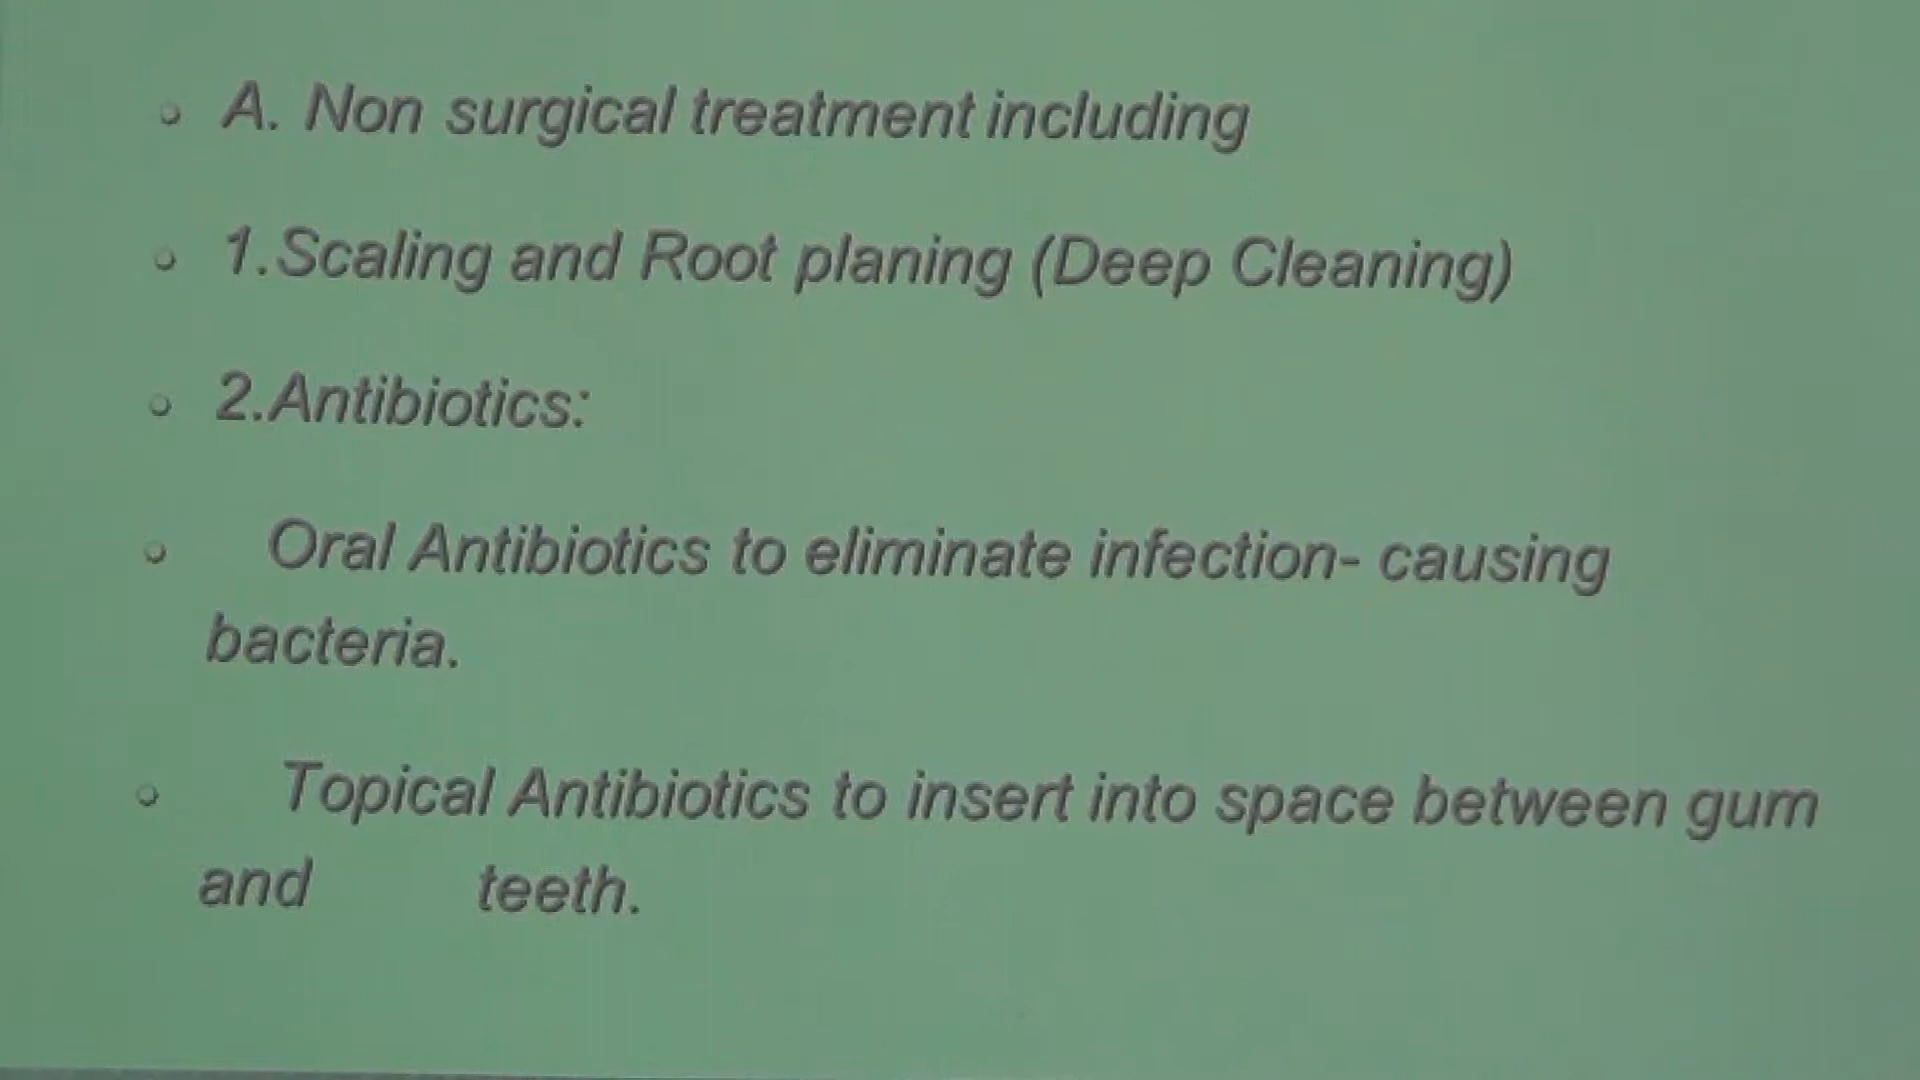 A. Non surgical treatment including
1.Scaling and Root planing (Deep Cleaning)
2.Antibiotics:
Oral Antibiotics to eliminate infection- causing
bacteria.
Topical Antibiotics to insert into space between gum
and teeth.